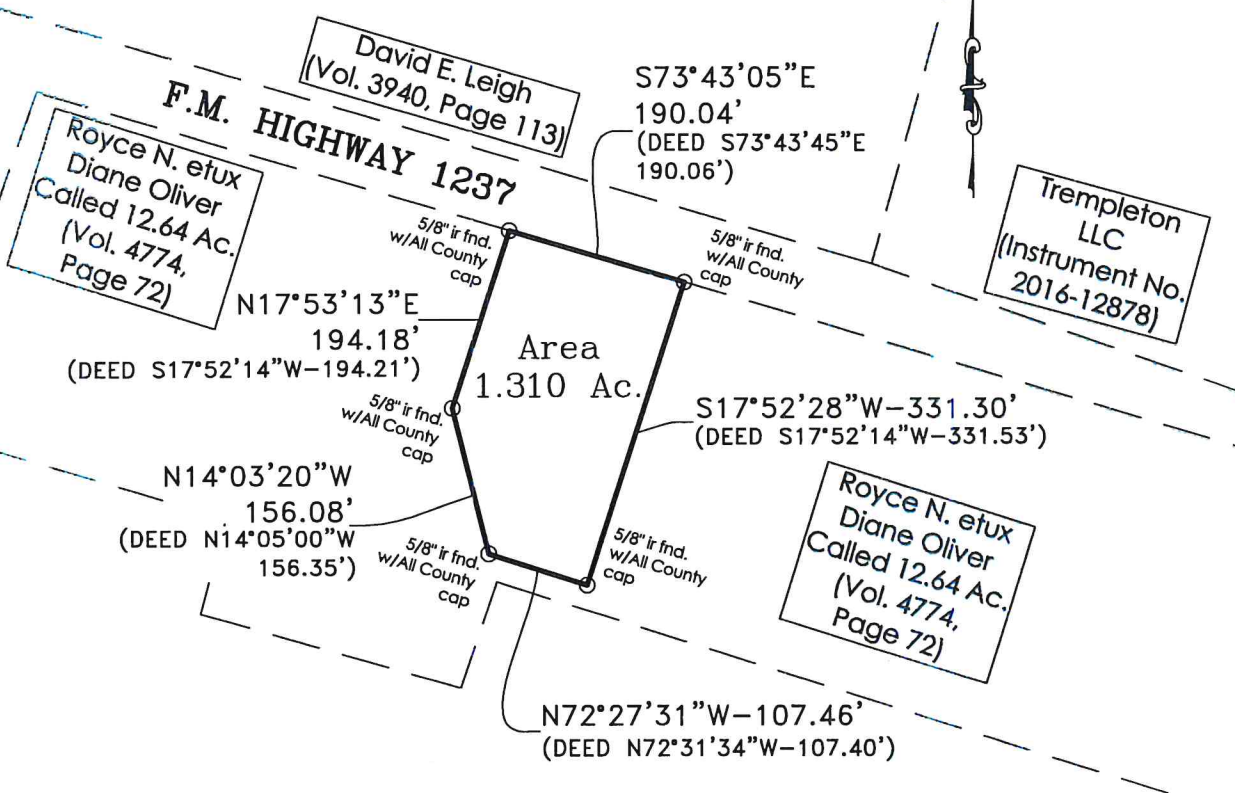 David E. Leigh
(Vol. 3940, Page 113)
F.M. HIGHWAY 1237
S73°43'05"E
190.04'
(DEED S73°43'45"E
190.06')
Royce N. etux
Diane Oliver
Called 12.64 Ac.
(Vol. 4774,
Page 72)
Trempleton
LLC
(Instrument No.
2016-12878)
5/8" ir fnd.
w/All County
cap
5/8" ir fnd.
w/All County
cap
N17°53'13"E
194.18'
(DEED S17°52'14"W-194.21')
Area
1.310 Ac.
5/8" ir fnd.
w/All County
cap
S17°52'28"W-331.30'
(DEED S17°52'14"W-331.53')
N14°03'20"W
156.08'
(DEED N14°05'00"W
156.35')
5/8" ir fnd.
w/All County
cap
5/8" ir fnd.
w/All County
cap
Royce N. etux
Diane Oliver
Called 12.64 Ac.
(Vol. 4774,
Page 72)
N72°27'31"W-107.46'
(DEED N72°31'34"W-107.40')